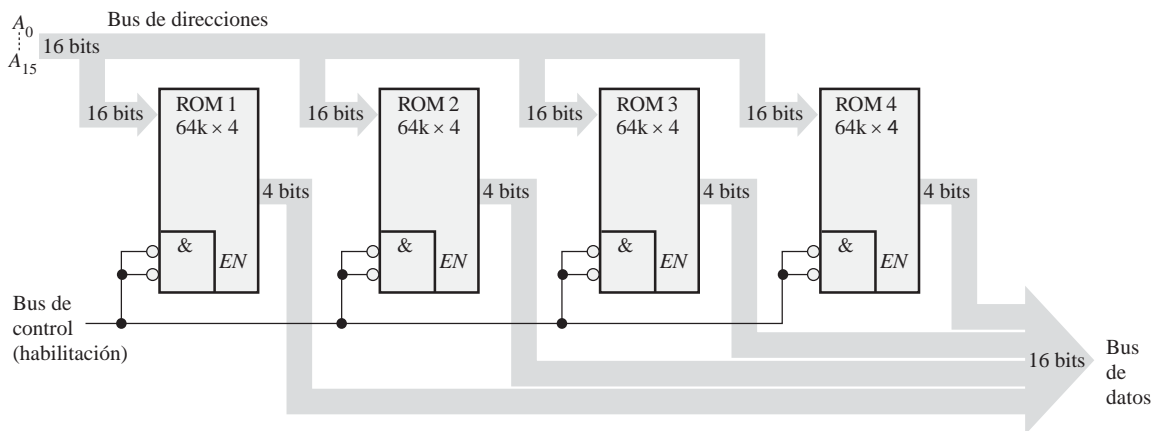 Bus de direcciones
A0
A15
16 bits
16 bits
ROM 1
64k × 4
16 bits
ROM 2
64k × 4
16 bits
ROM 3
64k × 4
16 bits
ROM 4
64k × 4
4 bits
4 bits
4 bits
4 bits
&
EN
&
EN
&
EN
&
EN
Bus de
control
(habilitación)
16 bits
Bus
de
datos